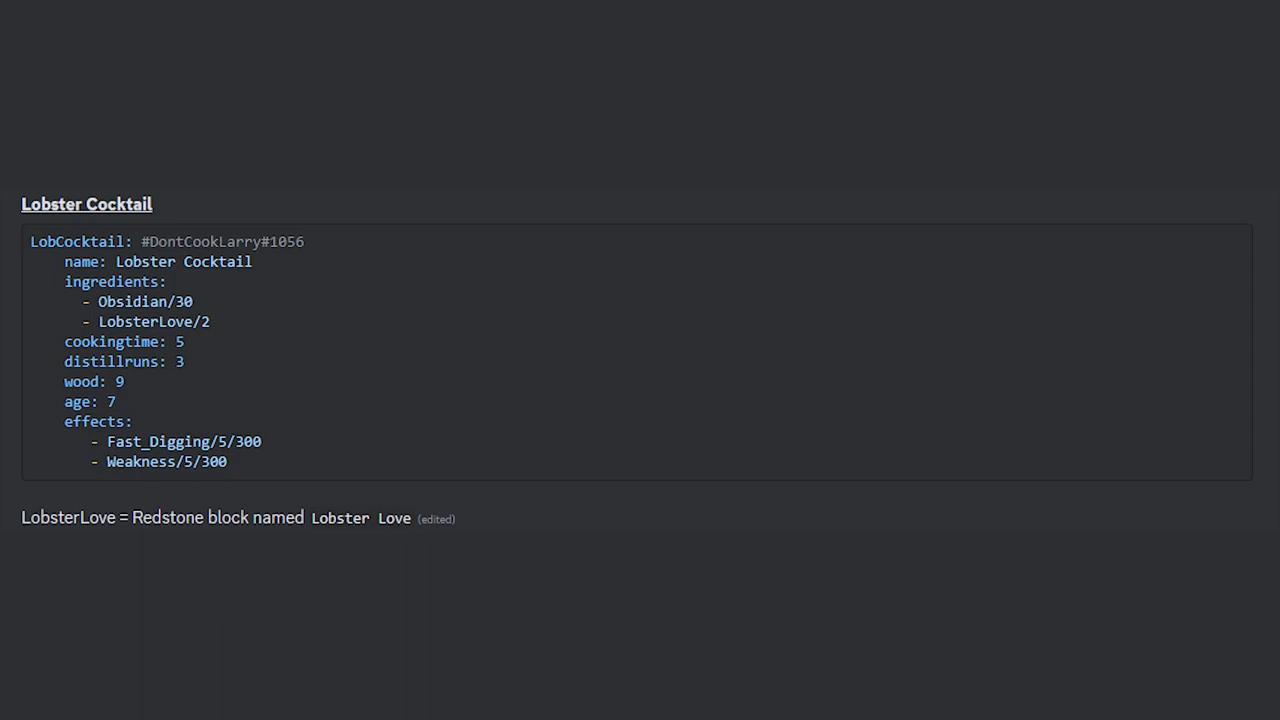 Lobster Cocktail
LobCocktail: #DontCookLarry#1056
name: Lobster Cocktail
ingredients:
- Obsidian/30
- LobsterLove/2
cookingtime: 5
distillruns: 3
wood: 9
age: 7
effects:
- Fast_Digging/5/300
- Weakness/5/300
LobsterLove = Redstone block named Lobster Love (edited)